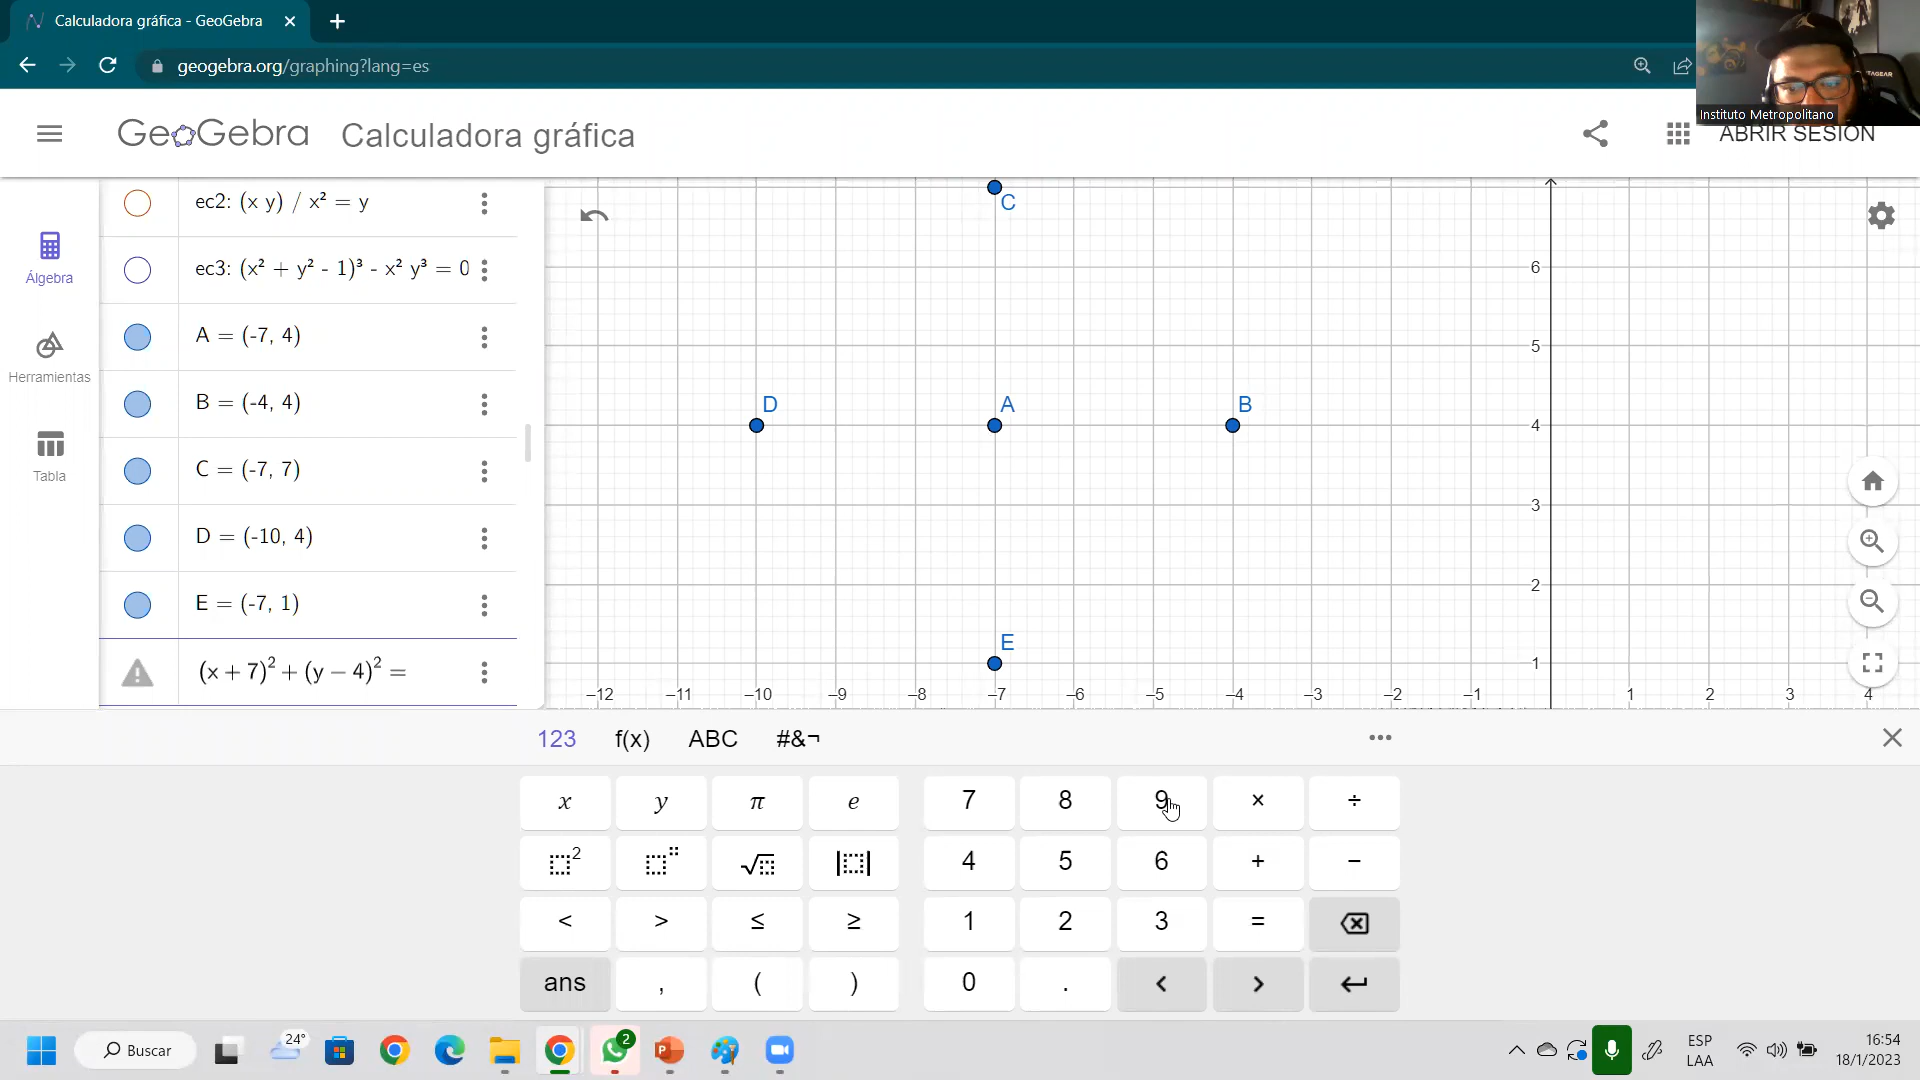 Calculadora gráfica - GeoGebra
geogebra.org/graphing?lang=es
TAGEAR
Instituto Metropolitano
GeoGebra
Calculadora gráfica
ABRIR SESIÓN
Álgebra
Herramientas
Tabla
ec2: (x y) / x² = y
ec3: (x² + y² - 1)³ - x² y³ = 0
A = (-7, 4)
B = (-4, 4)
C = (-7, 7)
D = (-10, 4)
E = (-7, 1)
(x + 7)² + (y − 4)² =
C
D
A
B
E
6
5
4
3
2
1
−12 −11 −10 −9 −8 −7 −6 −5 −4 −3 −2 −1 1 2 3 4
123 f(x) ABC #&¬
x y π e 7 8 9 × ÷
2 √ 4 5 6 + −
< > ≤ ≥ 1 2 3 =
ans , ( ) 0 . < >
Buscar
24°
2
ESP
LAA
16:54
18/1/2023